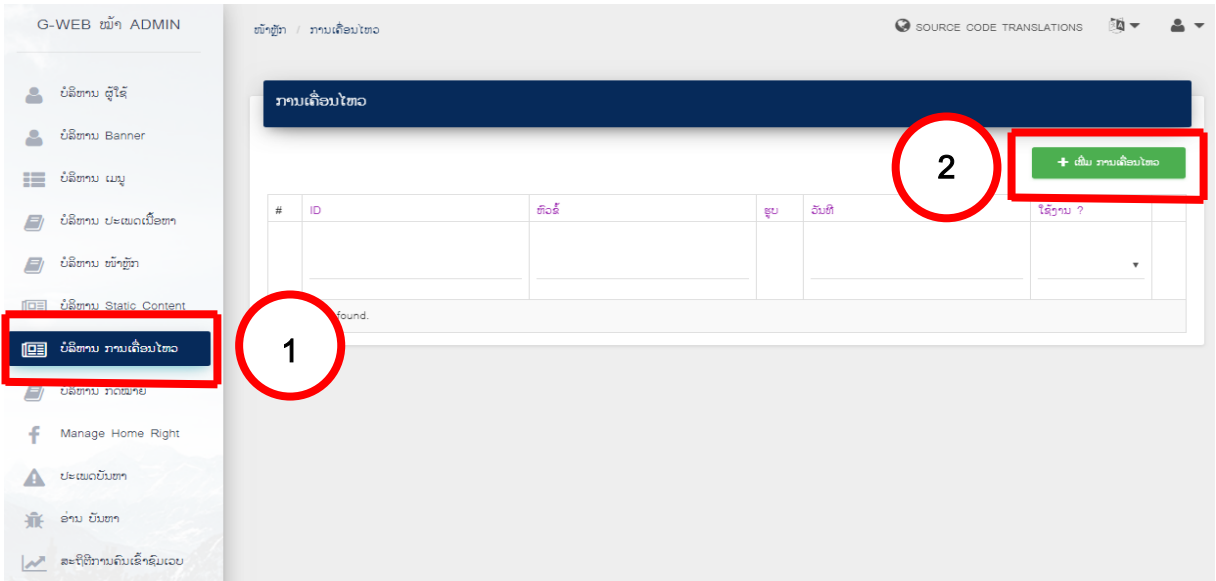 G-WEB ໜ້າ ADMIN
ໜ້າຫຼັກ / ການເຄື່ອນໄຫວ
SOURCE CODE TRANSLATIONS
ບໍລິຫານ ຜູ້ໃຊ້
ບໍລິຫານ Banner
ບໍລິຫານ ເມນູ
ບໍລິຫານ ປະເພດເນື້ອຫາ
ບໍລິຫານ ໜ້າຫຼັກ
ບໍລິຫານ Static Content
ບໍລິຫານ ການເຄື່ອນໄຫວ
ບໍລິຫານ ກົດໝາຍ
Manage Home Right
ປະເພດບັນຫາ
ອ່ານ ບັນຫາ
ສະຖິຕິການຄົນເຂົ້າຊົມເວບ
ການເຄື່ອນໄຫວ
2
+ ເພີ່ມ ການເຄື່ອນໄຫວ
# ID ຫົວຂໍ້ ຮູບ ວັນທີ ໃຊ້ງານ ?
found.
1